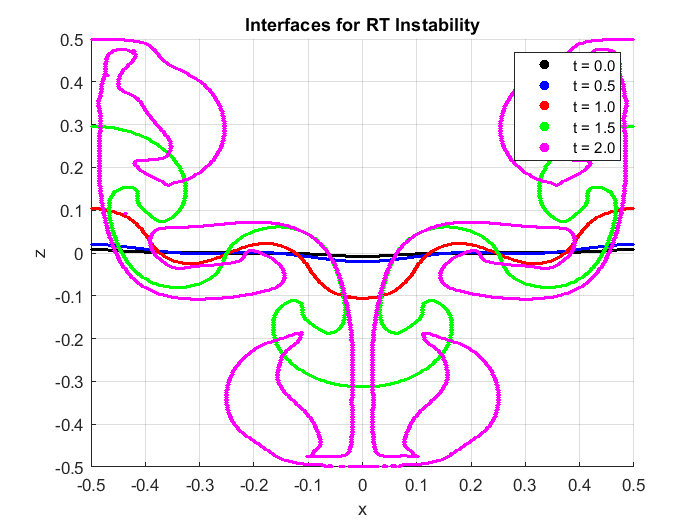 Interfaces for RT Instability
0.5
0.4
0.3
0.2
0.1
0
-0.1
-0.2
-0.3
-0.4
-0.5
z
t = 0.0
t = 0.5
t = 1.0
t = 1.5
t = 2.0
-0.5 -0.4 -0.3 -0.2 -0.1 0 0.1 0.2 0.3 0.4 0.5
x